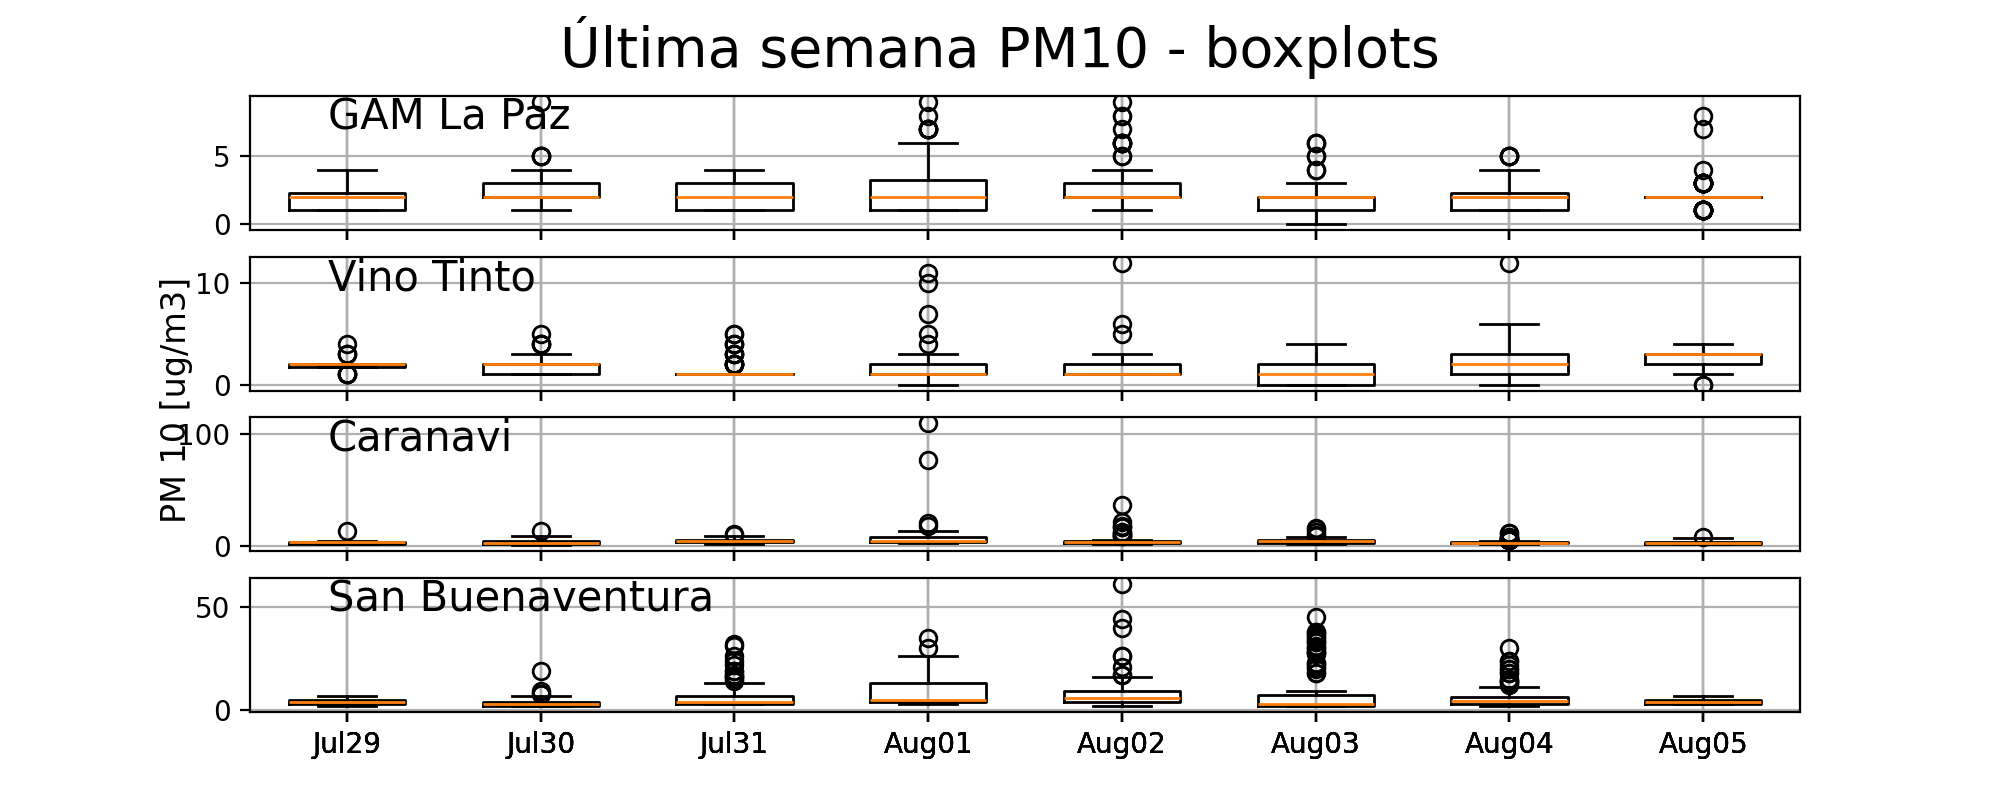 Última semana PM10 - boxplots
GAM La Paz
5
0
Vino Tinto
10
0
PM 10 [ug/m3]
Caranavi
100
0
San Buenaventura
50
0
Jul29 Jul30 Jul31 Aug01 Aug02 Aug03 Aug04 Aug05